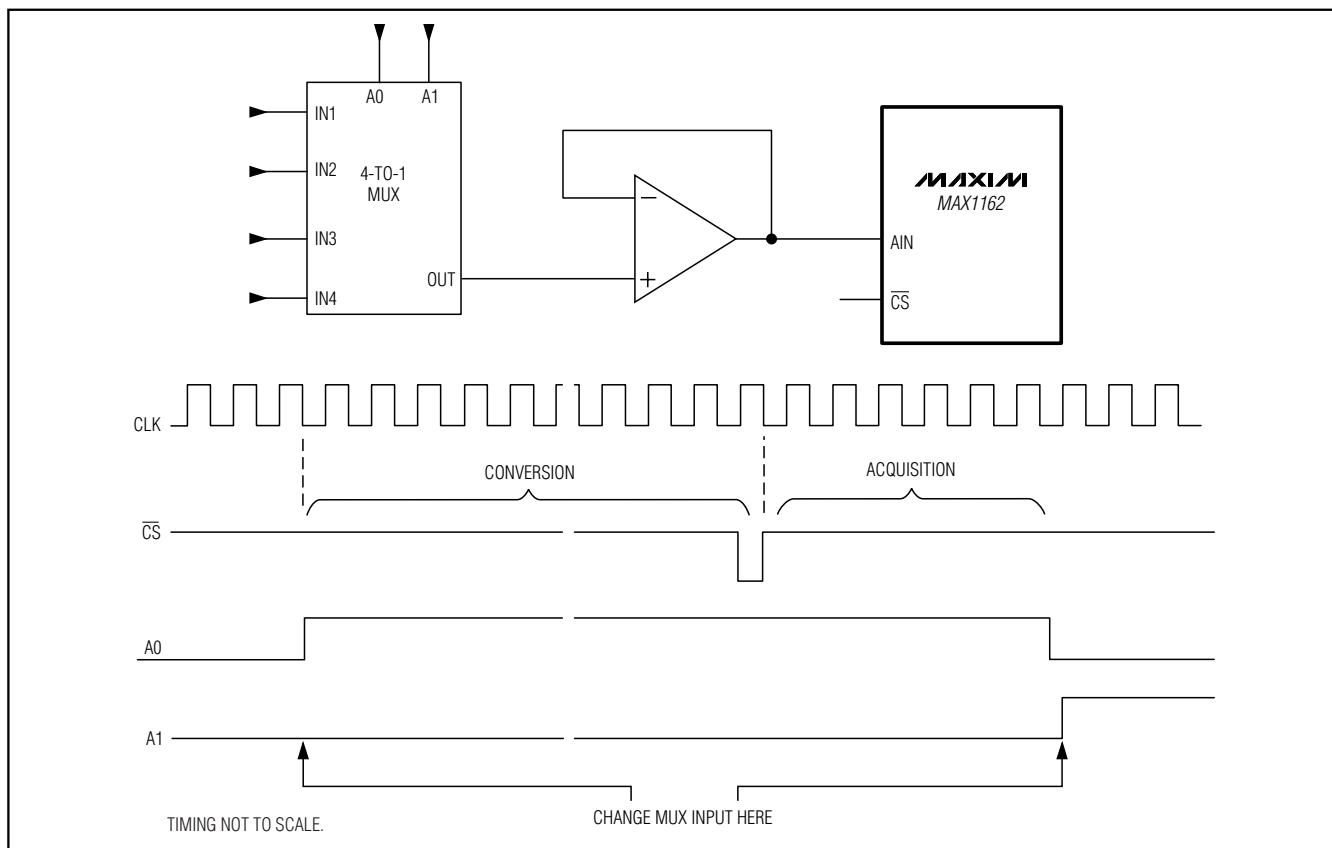 A0 A1
IN1
IN2
4-TO-1
MUX
IN3
IN4
OUT
−
+
MAXIM
MAX1162
AIN
CS
CLK
CONVERSION
ACQUISITION
CS
A0
A1
CHANGE MUX INPUT HERE
TIMING NOT TO SCALE.